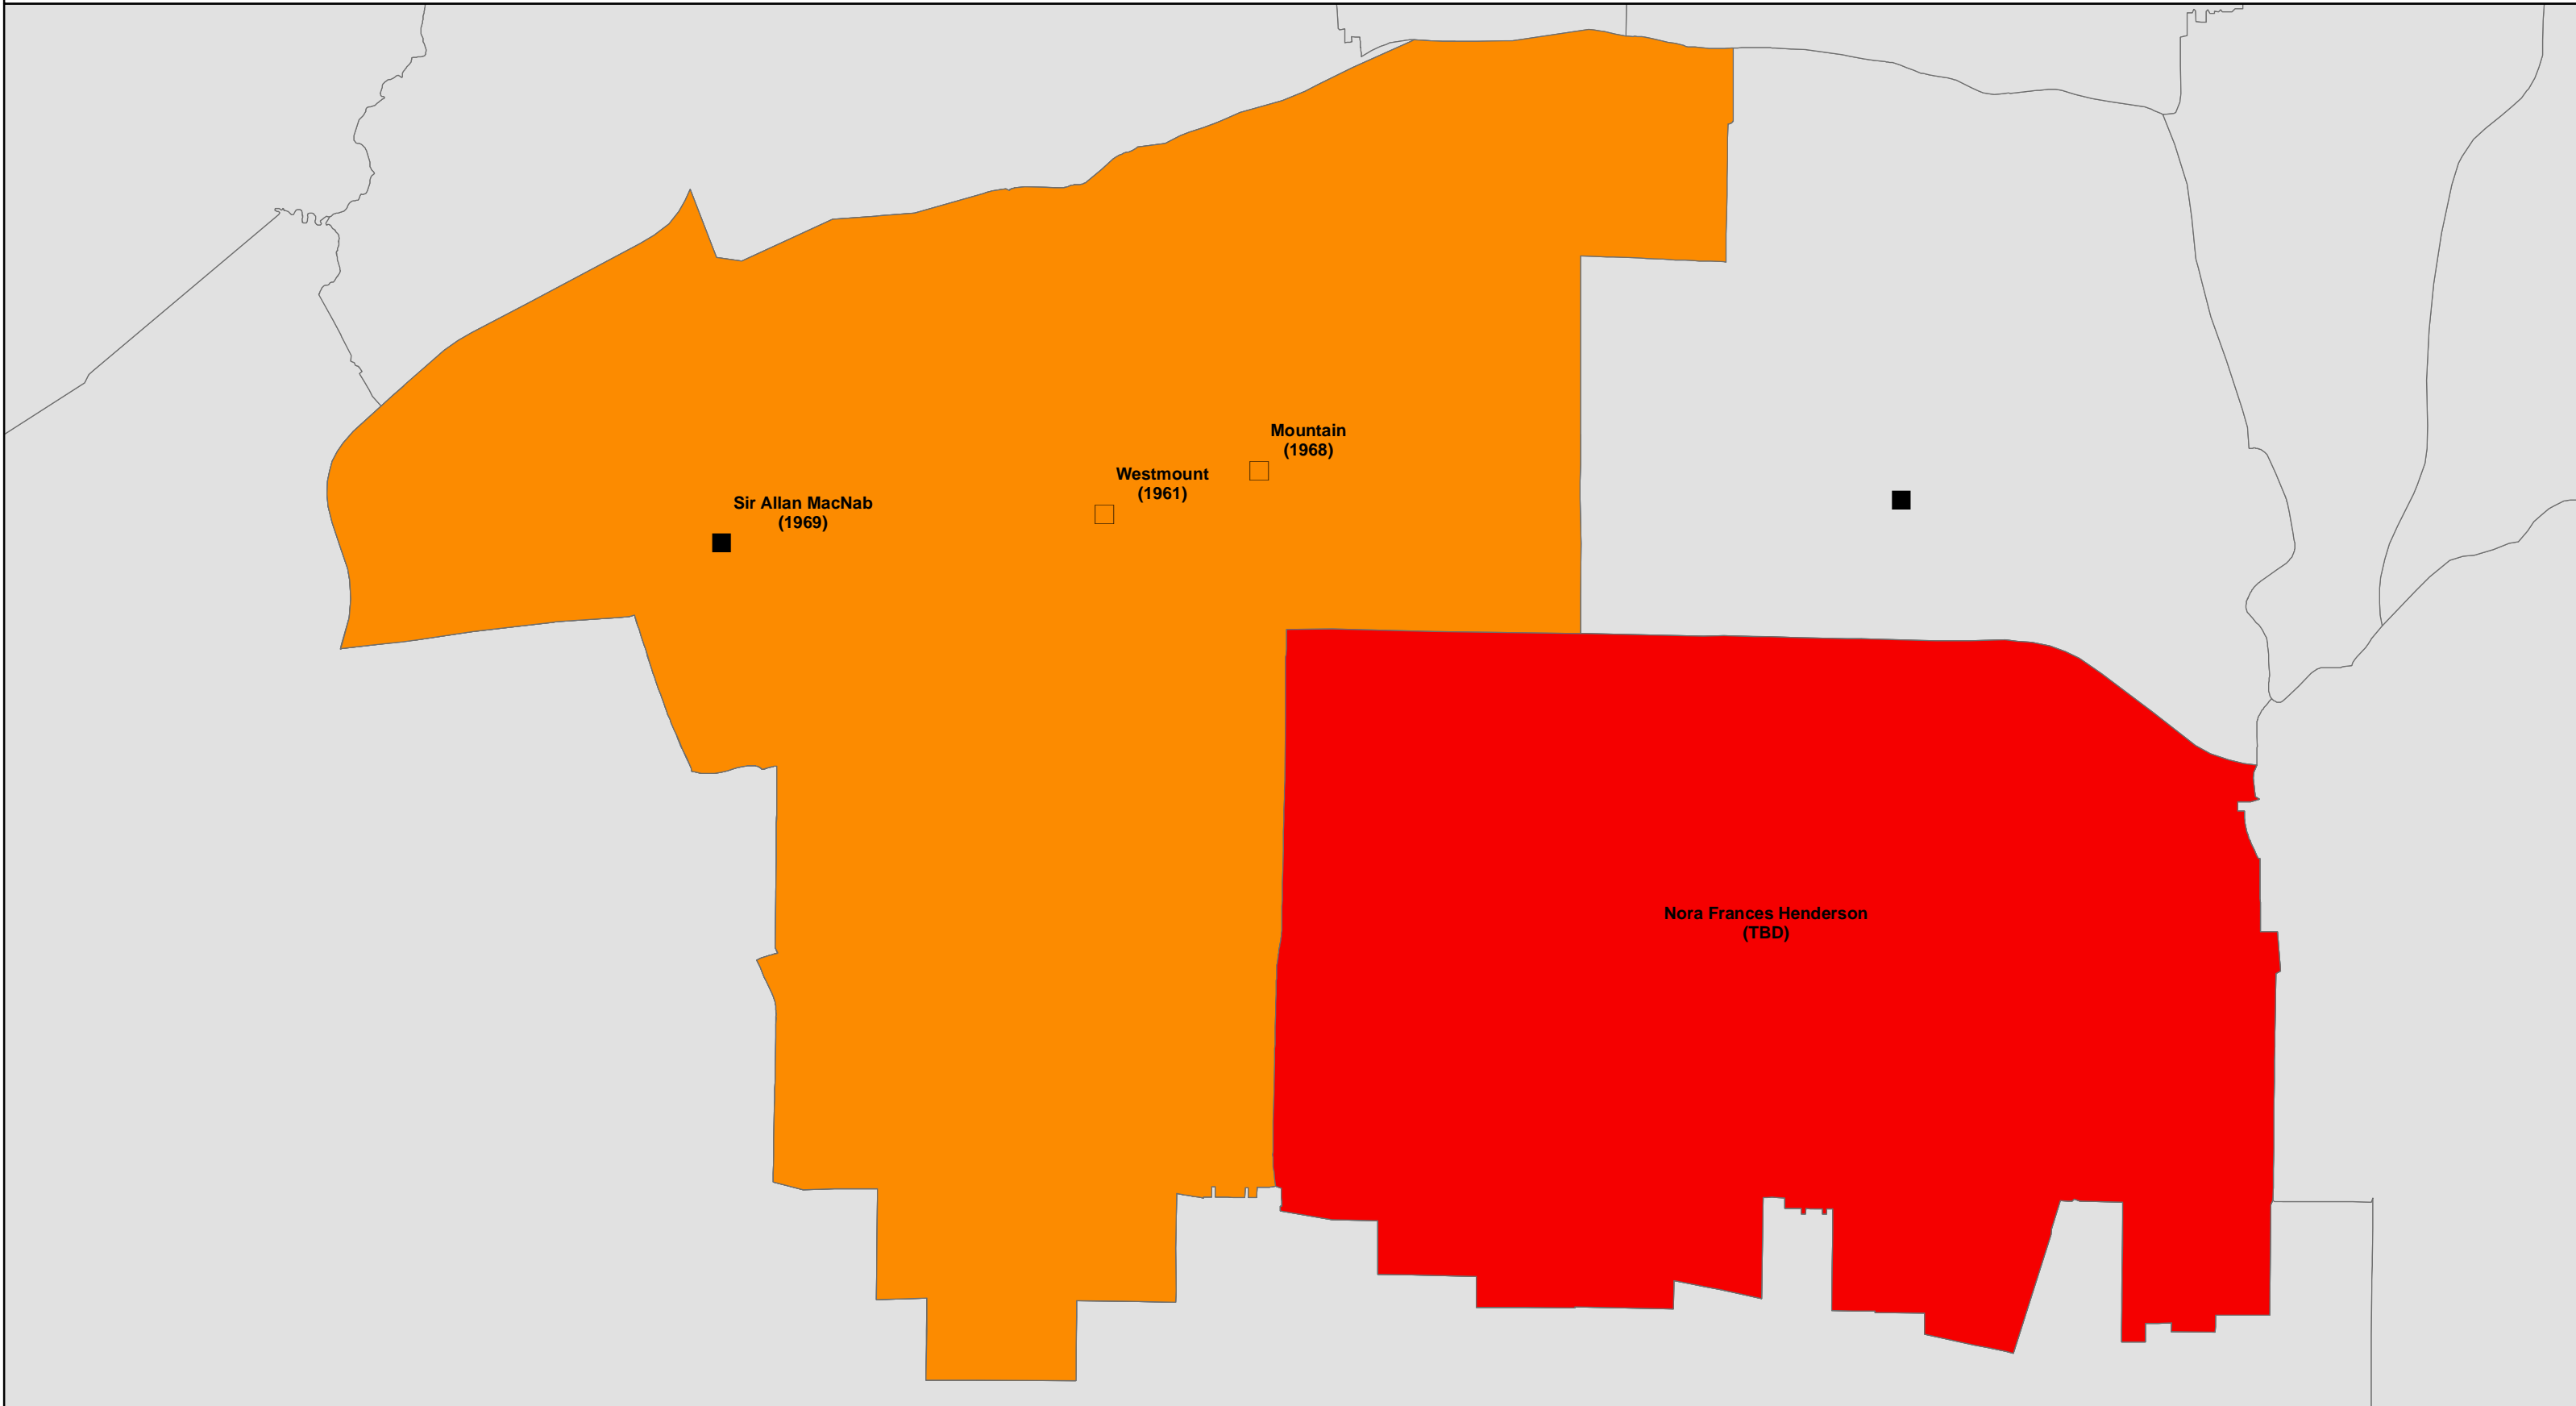 Mountain
(1968)
Westmount
(1961)
Sir Allan MacNab
(1969)
Nora Frances Henderson
(TBD)